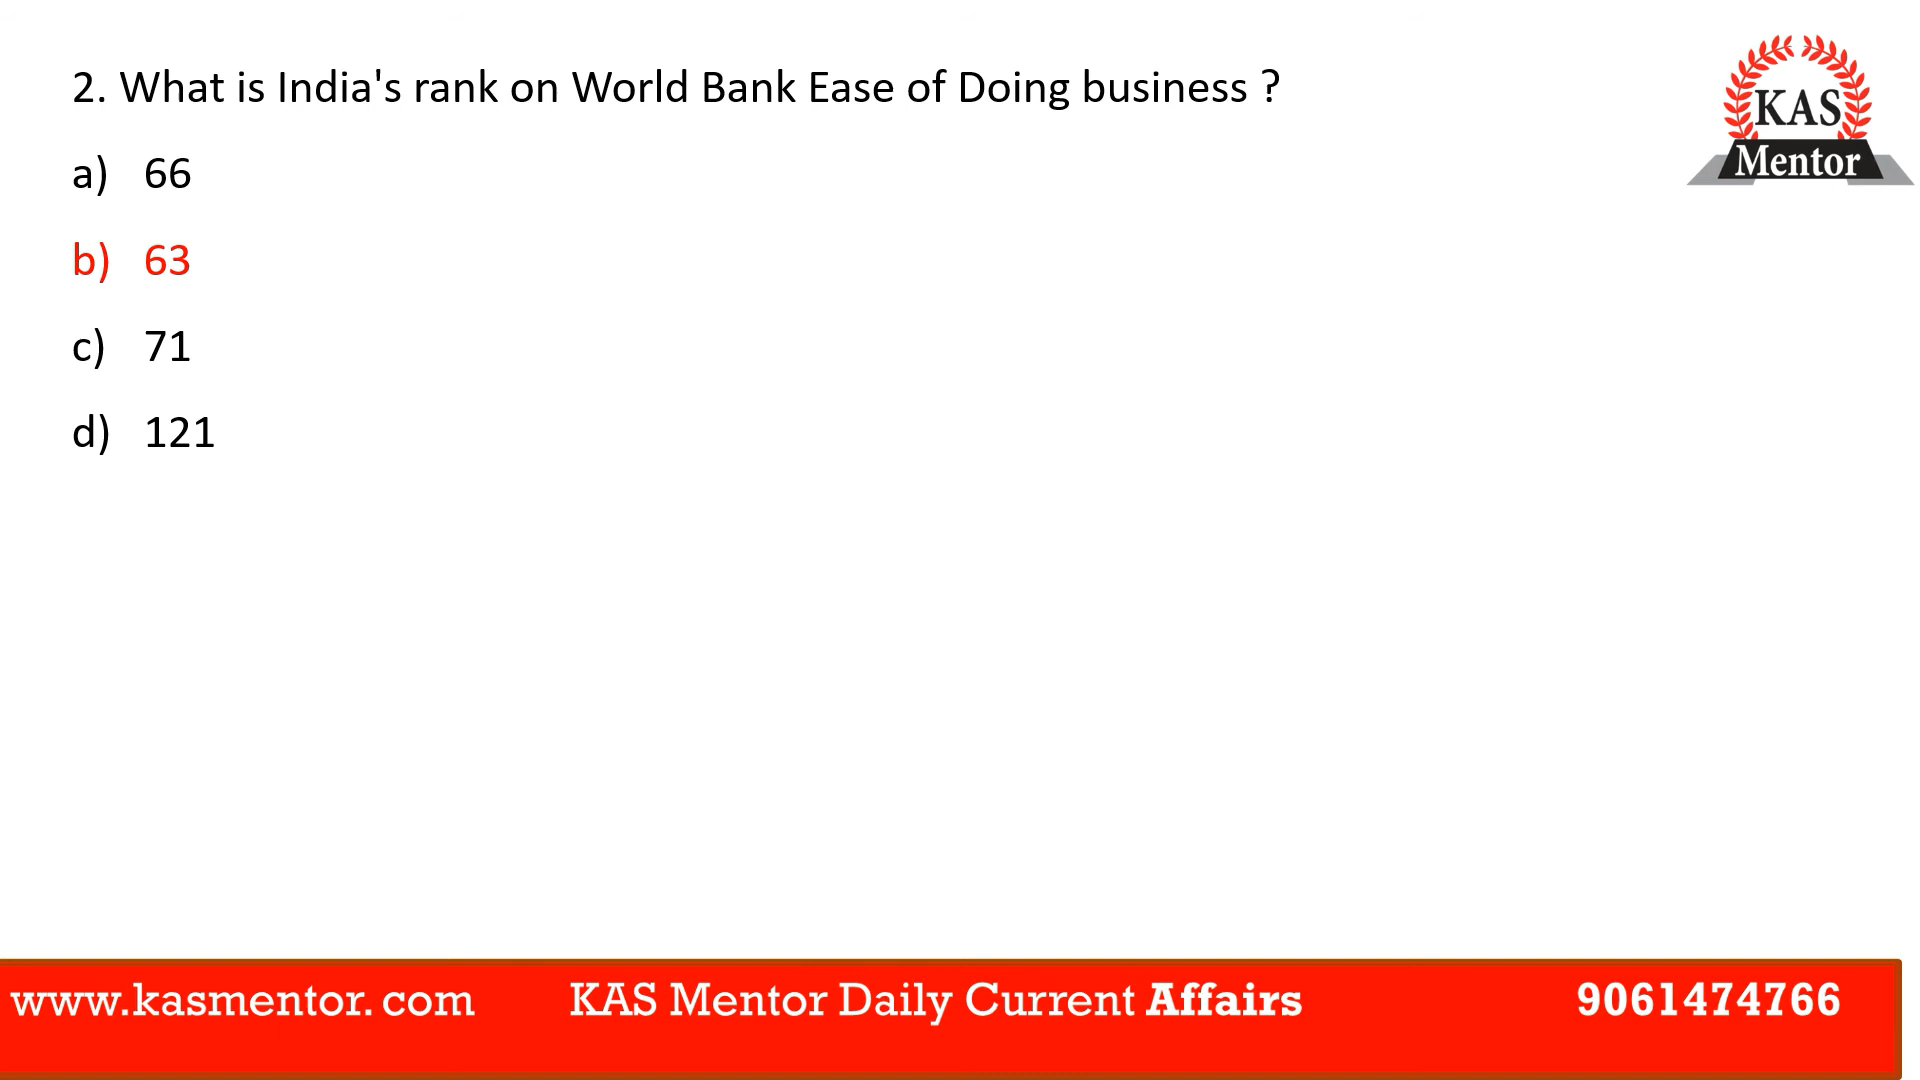 2. What is India's rank on World Bank Ease of Doing business ?
a) 66
b) 63
c) 71
d) 121
KAS
Mentor
www.kasmentor. com KAS Mentor Daily Current Affairs 9061474766